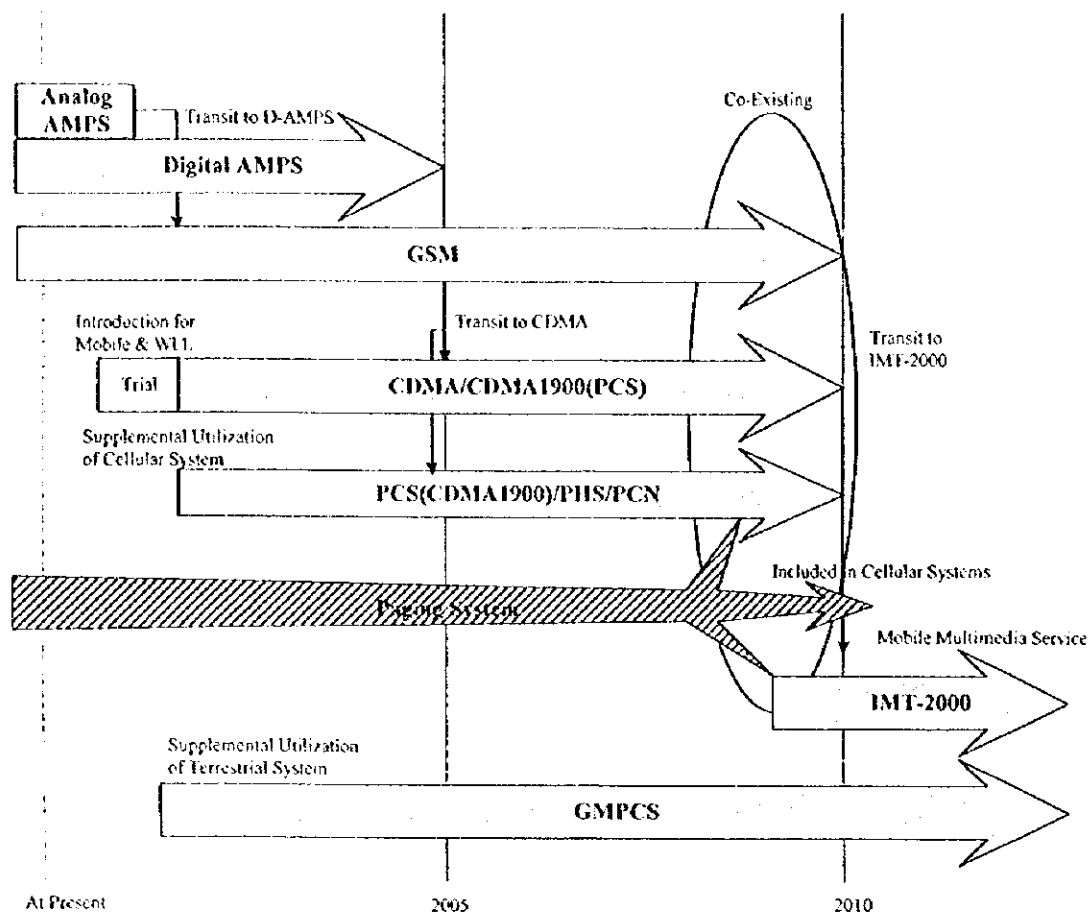 Analog
AMPS
Transit to D-AMPS
Co-Existing
Digital AMPS
GSM
Introduction for
Mobile & WLL
Transit to CDMA
Transit to
IMT-2000
Trial
CDMA/CDMA1900(PCS)
Supplemental Utilization
of Cellular System
PCS(CDMA1900)/PHS/PCN
Included in Cellular Systems
Paging System
Mobile Multimedia Service
IMT-2000
Supplemental Utilization
of Terrestrial System
GMPCS
At Present
2005
2010